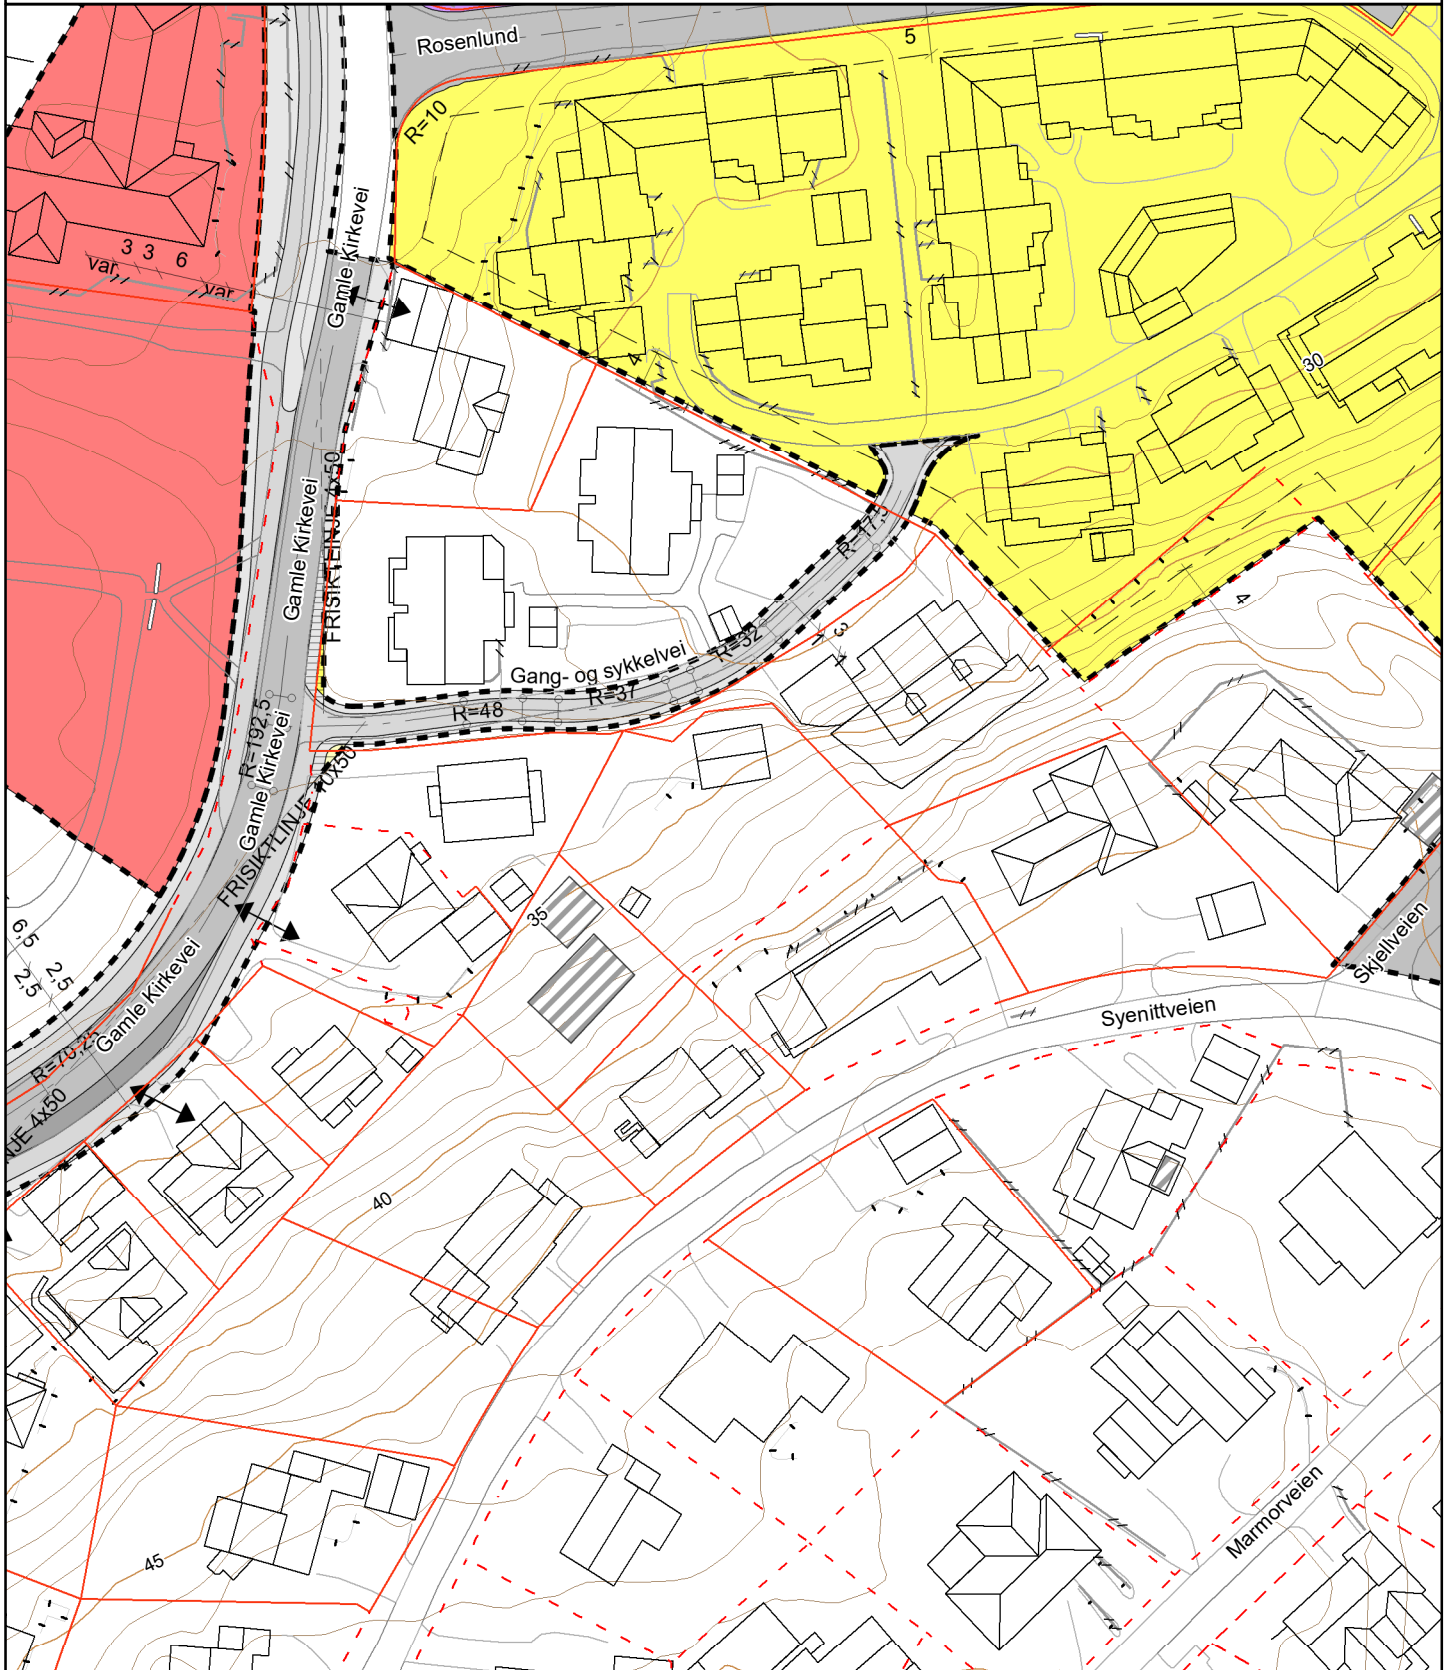 Rosenlund
5
R=10
Gamle Kirkevei
3 3 6
var
var
4
30
FRISIKTLINJE 4x50
Gamle Kirkevei
R=17,5
4
3
R=32
Gang- og sykkelvei
R=37
R=48
R=192,5
Gamle Kirkevei
FRISIKTLINJE 10x50
35
6,5
2,5
2,5
Skjellveien
Gamle Kirkevei
Syenittveien
NJE 4x50
40
45
Marmorveien